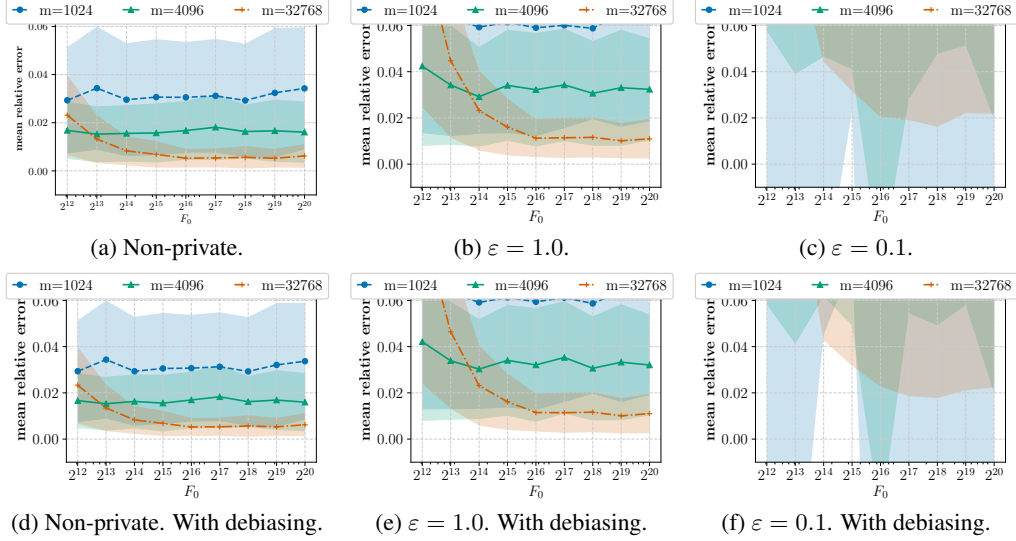 m=1024 m=4096 m=32768
mean relative error
0.06
0.04
0.02
0.00
2^12 2^13 2^14 2^15 2^16 2^17 2^18 2^19 2^20
F_0
(a) Non-private.
m=1024 m=4096 m=32768
mean relative error
0.06
0.04
0.02
0.00
2^12 2^13 2^14 2^15 2^16 2^17 2^18 2^19 2^20
F_0
(b) ε = 1.0.
m=1024 m=4096 m=32768
mean relative error
0.06
0.04
0.02
0.00
2^12 2^13 2^14 2^15 2^16 2^17 2^18 2^19 2^20
F_0
(c) ε = 0.1.
m=1024 m=4096 m=32768
mean relative error
0.06
0.04
0.02
0.00
2^12 2^13 2^14 2^15 2^16 2^17 2^18 2^19 2^20
F_0
(d) Non-private. With debiasing.
m=1024 m=4096 m=32768
mean relative error
0.06
0.04
0.02
0.00
2^12 2^13 2^14 2^15 2^16 2^17 2^18 2^19 2^20
F_0
(e) ε = 1.0. With debiasing.
m=1024 m=4096 m=32768
mean relative error
0.06
0.04
0.02
0.00
2^12 2^13 2^14 2^15 2^16 2^17 2^18 2^19 2^20
F_0
(f) ε = 0.1. With debiasing.